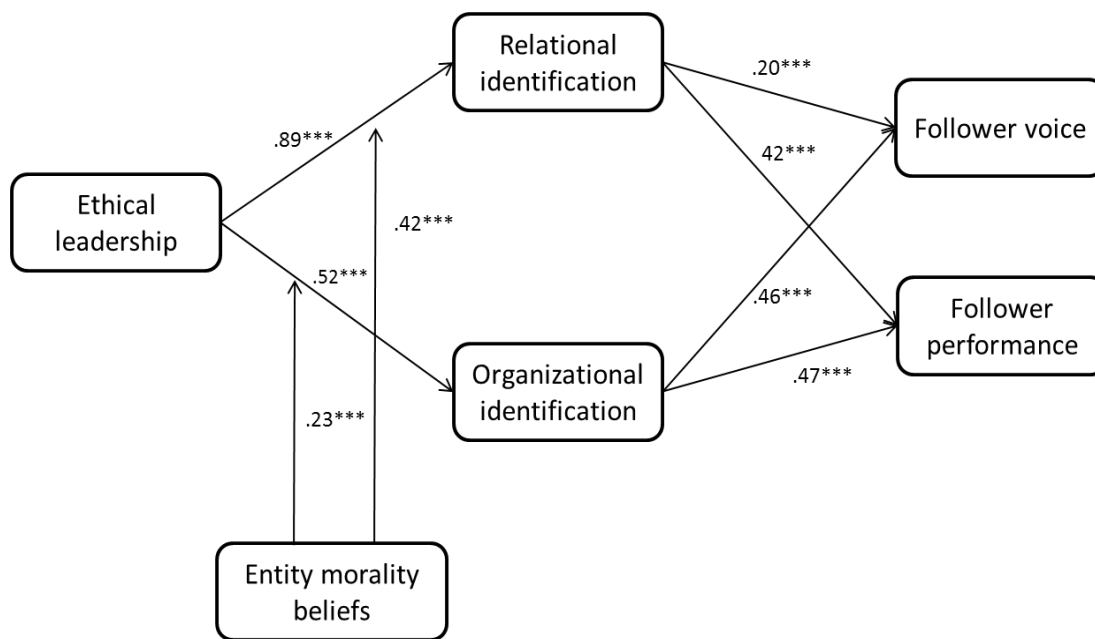 Relational
identification
.20***
Follower voice
.89***
42***
Ethical
leadership
.42***
.52***
.46***
Follower
performance
Organizational
identification
.47***
.23***
Entity morality
beliefs